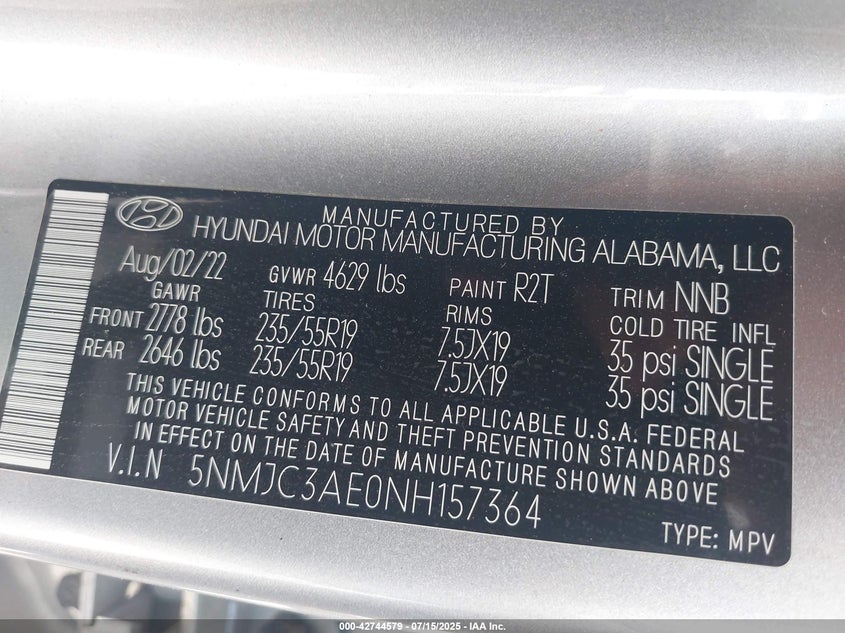 MANUFACTURED BY
HYUNDAI MOTOR MANUFACTURING ALABAMA, LLC
Aug/02/22 GVWR 4629 lbs PAINT R2T TRIM NNB
GAWR TIRES RIMS COLD TIRE INFL
FRONT 2778 lbs 235/55R19 7.5JX19 35 psi SINGLE
REAR 2646 lbs 235/55R19 7.5JX19 35 psi SINGLE
THIS VEHICLE CONFORMS TO ALL APPLICABLE U.S.A. FEDERAL
MOTOR VEHICLE SAFETY AND THEFT PREVENTION STANDARDS
IN EFFECT ON THE DATE OF MANUFACTURE SHOWN ABOVE
V.I.N 5NMJC3AE0NH157364
TYPE: MPV
000-42744579 - 07/15/2025 - IAA Inc.